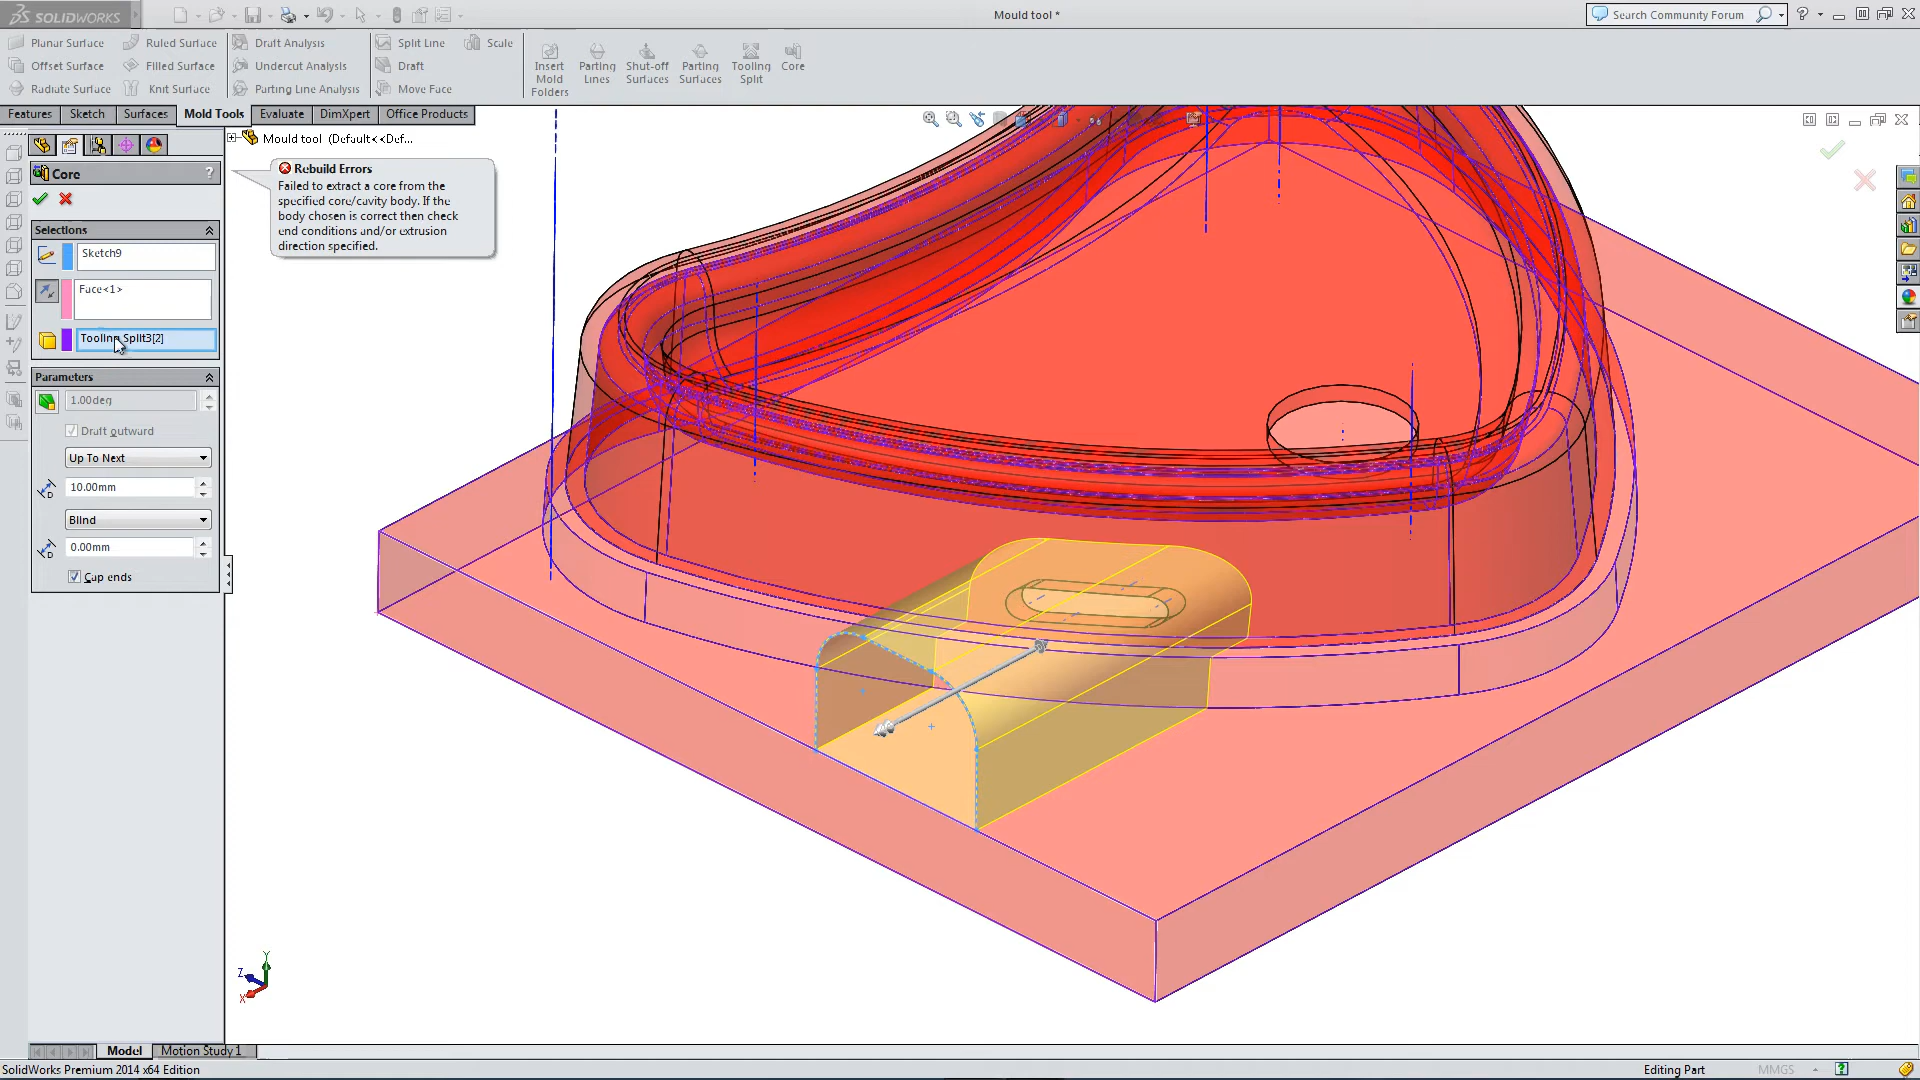 SOLIDWORKS
Mould tool *
Search Community Forum
Planar Surface
Ruled Surface
Draft Analysis
Split Line
Scale
Offset Surface
Filled Surface
Undercut Analysis
Draft
Radiate Surface
Knit Surface
Parting Line Analysis
Move Face
Insert
Mold
Folders
Parting
Lines
Shut-off
Surfaces
Parting
Surfaces
Tooling
Split
Core
Features
Sketch
Surfaces
Mold Tools
Evaluate
DimXpert
Office Products
Mould tool (Default<<Def...
Core
?
Rebuild Errors
Failed to extract a core from the
specified core/cavity body. If the
body chosen is correct then check
end conditions and/or extrusion
direction specified.
Selections
Sketch9
Face<1>
Tooling Split3[2]
Parameters
1.00deg
Draft outward
Up To Next
10.00mm
Blind
0.00mm
Cap ends
Y
Z
X
Model
Motion Study 1
SolidWorks Premium 2014 x64 Edition
Editing Part
MMGS